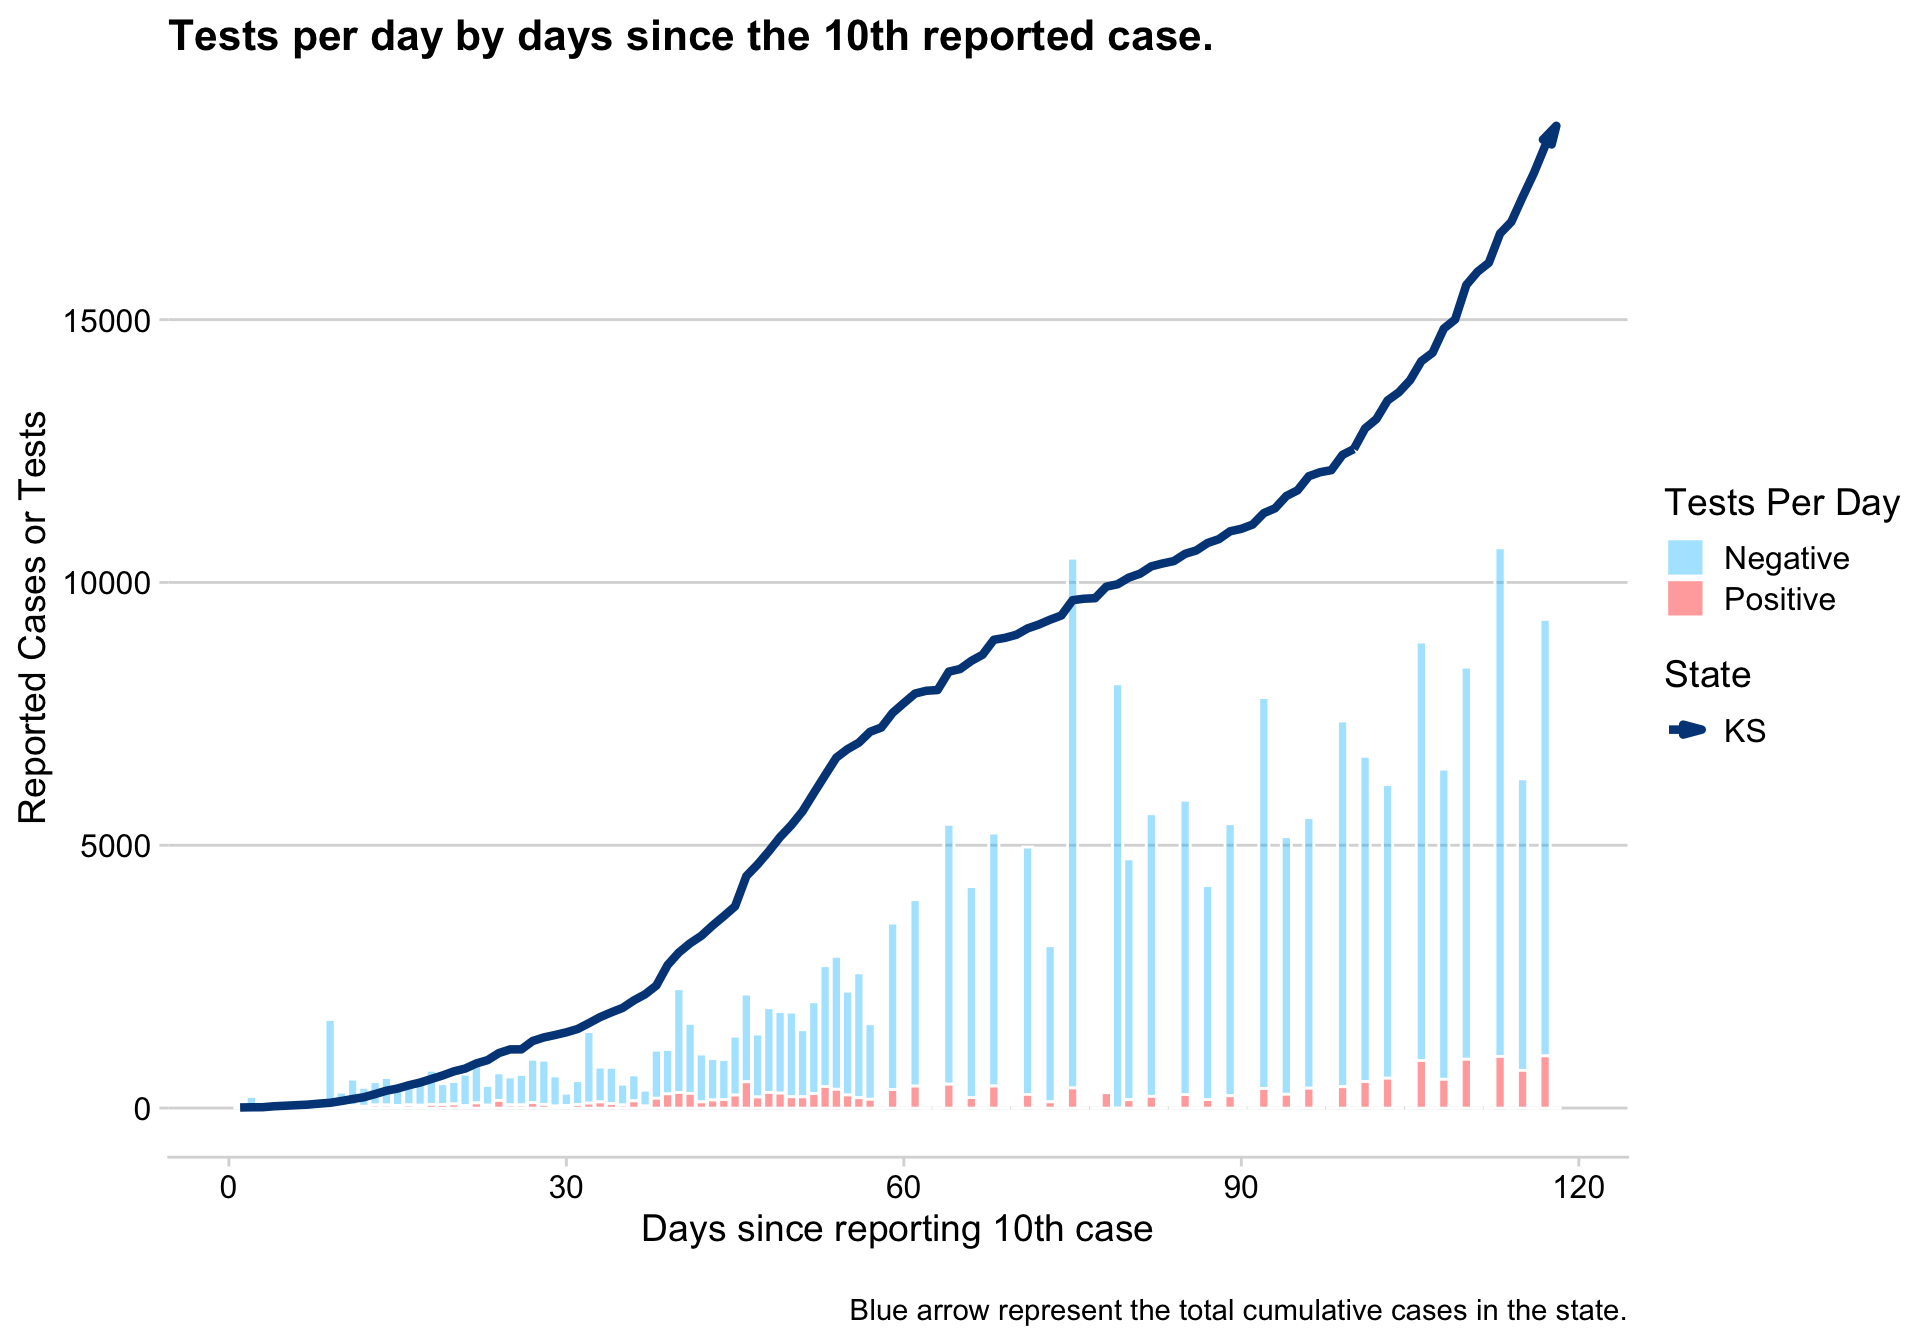 Tests per day by days since the 10th reported case.
Reported Cases or Tests
15000
10000
5000
0
0 30 60 90 120
Days since reporting 10th case
Tests Per Day
Negative
Positive
State
KS
Blue arrow represent the total cumulative cases in the state.